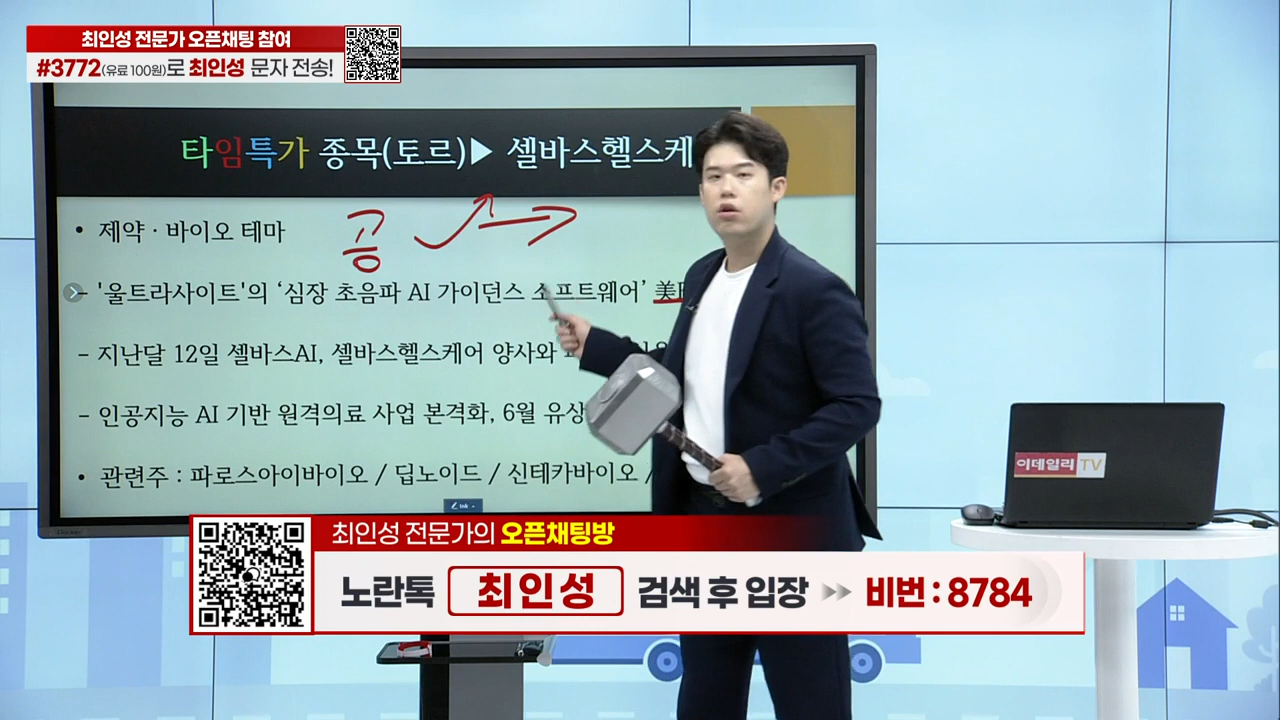 최인성 전문가 오픈채팅 참여
#3772(유료 100원)로 최인성 문자 전송!
타임특가 종목(토르)▶ 셀바스헬스케
• 제약 · 바이오 테마
공
- '울트라사이트'의 ‘심장 초음파 AI 가이던스 소프트웨어’ 美
- 지난달 12일 셀바스AI, 셀바스헬스케어 양사와
- 인공지능 AI 기반 원격의료 사업 본격화, 6월 유상
• 관련주 : 파로스아이바이오 / 딥노이드 / 신테카바이오 /
Ink
이데일리 TV
최인성 전문가의 오픈채팅방
노란톡 최인성 검색 후 입장 비번 : 8784